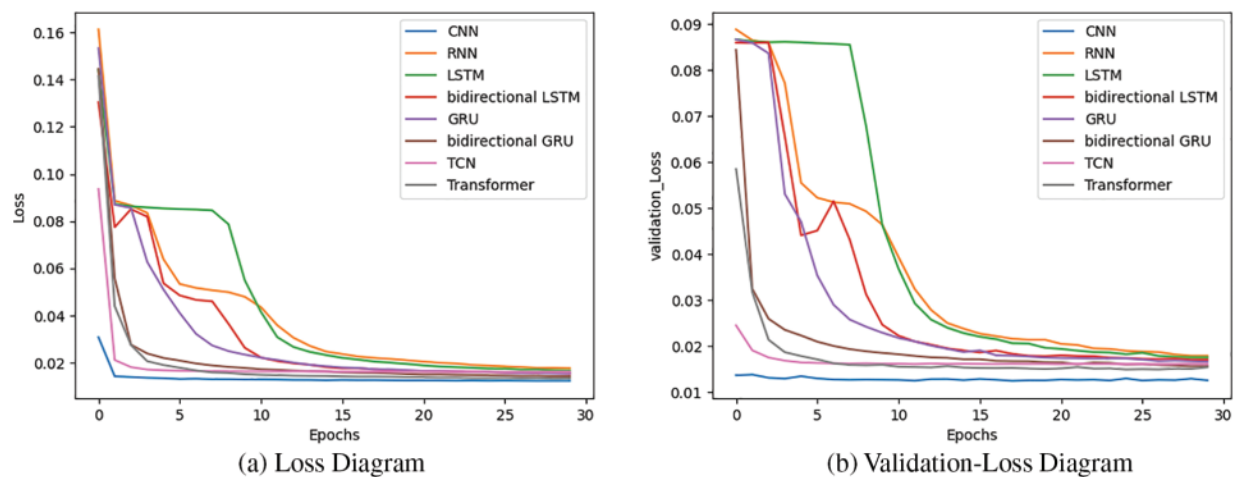 0.16
0.14
0.12
0.10
0.08
0.06
0.04
0.02
Loss
0
5
10
15
20
25
30
Epochs
CNN
RNN
LSTM
bidirectional LSTM
GRU
bidirectional GRU
TCN
Transformer
(a) Loss Diagram
0.09
0.08
0.07
0.06
0.05
0.04
0.03
0.02
0.01
validation_Loss
0
5
10
15
20
25
30
Epochs
CNN
RNN
LSTM
bidirectional LSTM
GRU
bidirectional GRU
TCN
Transformer
(b) Validation-Loss Diagram